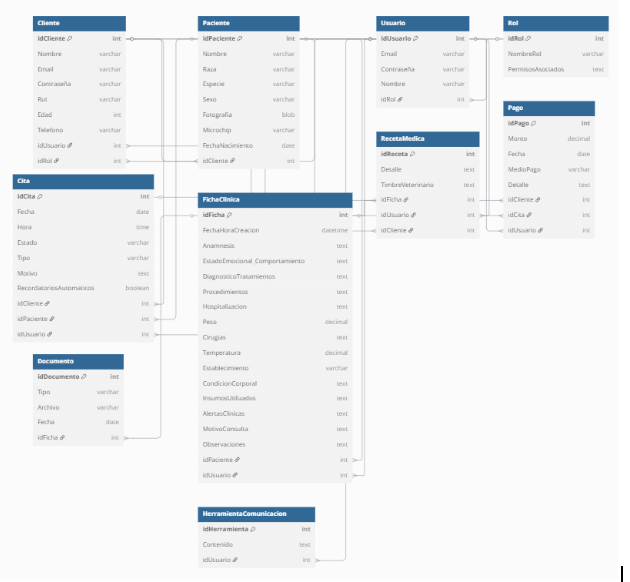 Cliente
idCliente int
Nombre varchar
Email varchar
Contraseña varchar
Rut varchar
Edad int
Telefono varchar
idUsuario int
idRol int
Paciente
idPaciente int
Nombre varchar
Raza varchar
Especie varchar
Sexo varchar
Fotografia blob
Microchip varchar
FechaNacimiento date
idCliente int
Usuario
idUsuario int
Email varchar
Contraseña varchar
Nombre varchar
idRol int
Rol
idRol int
NombreRol varchar
PermisosAsociados text
Pago
idPago int
Monto decimal
Fecha date
MedioPago varchar
Detalle text
idCliente int
idCita int
idUsuario int
RecetaMedica
idReceta int
Detalle text
TimbreVeterinario text
idFicha int
idUsuario int
idCliente int
Cita
idCita int
Fecha date
Hora time
Estado varchar
Tipo varchar
Motivo text
RecordatoriosAutomaticos boolean
idCliente int
idPaciente int
idUsuario int
FichaClinica
idFicha int
FechaHoraCreacion datetime
Anamnesis text
EstadoEmocional_Comportamiento text
DiagnosticoTratamientos text
Procedimientos text
Hospitalizacion text
Peso decimal
Cirugias text
Temperatura decimal
Establecimiento varchar
CondicionCorporal text
InsumosUtilizados text
AlertasClinicas text
MotivoConsulta text
Observaciones text
idPaciente int
idUsuario int
Documento
idDocumento int
Tipo varchar
Archivo varchar
Fecha date
idFicha int
HerramientaComunicacion
idHerramienta int
Contenido text
idUsuario int